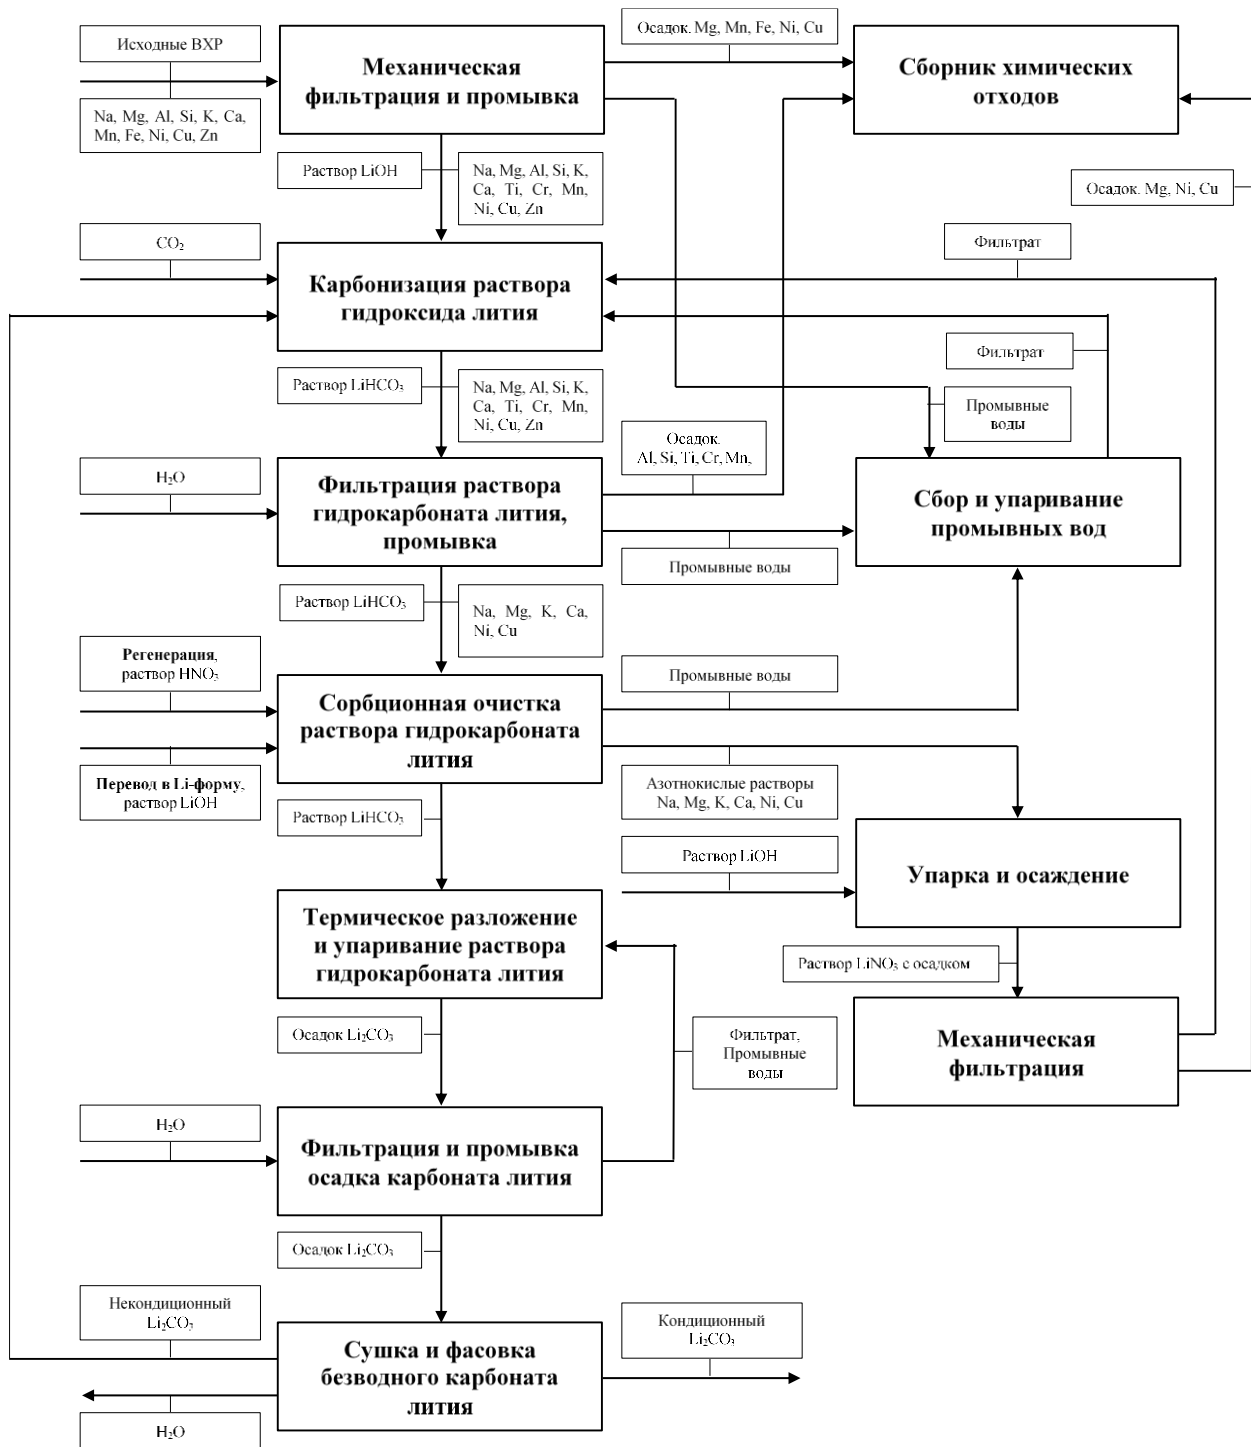 Исходные ВХР
Na, Mg, Al, Si, K, Ca,
Mn, Fe, Ni, Cu, Zn
Механическая
фильтрация и промывка
Осадок. Mg, Mn, Fe, Ni, Cu
Сборник химических
отходов
Раствор LiOH
Na, Mg, Al, Si, K,
Ca, Ti, Cr, Mn,
Ni, Cu, Zn
Осадок. Mg, Ni, Cu
CO₂
Фильтрат
Карбонизация раствора
гидроксида лития
Фильтрат
Раствор LiHCO₃
Na, Mg, Al, Si, K,
Ca, Ti, Cr, Mn,
Ni, Cu, Zn
Промывные
воды
Осадок.
Al, Si, Ti, Cr, Mn,
H₂O
Фильтрация раствора
гидрокарбоната лития,
промывка
Сбор и упаривание
промывных вод
Промывные воды
Раствор LiHCO₃
Na, Mg, K, Ca,
Ni, Cu
Регенерация,
раствор HNO₃
Промывные воды
Сорбционная очистка
раствора гидрокарбоната
лития
Перевод в Li-форму,
раствор LiOH
Азотнокислые растворы
Na, Mg, K, Ca, Ni, Cu
Раствор LiHCO₃
Раствор LiOH
Упарка и осаждение
Термическое разложение
и упаривание раствора
гидрокарбоната лития
Раствор LiNO₃ с осадком
Осадок Li₂CO₃
Фильтрат,
Промывные
воды
Механическая
фильтрация
H₂O
Фильтрация и промывка
осадка карбоната лития
Осадок Li₂CO₃
Некондиционный
Li₂CO₃
Кондиционный
Li₂CO₃
Сушка и фасовка
безводного карбоната
лития
H₂O